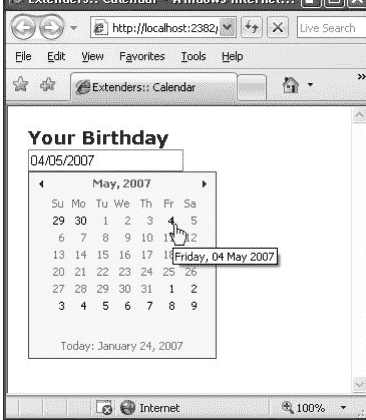 Extenders:: Calendar - Windows Internet...
http://localhost:2382/
Live Search
File Edit View Favorites Tools Help
Extenders:: Calendar
Your Birthday
04/05/2007
May, 2007
Su Mo Tu We Th Fr Sa
29 30 1 2 3 4 5
6 7 8 9 10 11 12
13 14 15 16 17 18
Friday, 04 May 2007
20 21 22 23 24 25 26
27 28 29 30 31 1 2
3 4 5 6 7 8 9
Today: January 24, 2007
Internet
100%